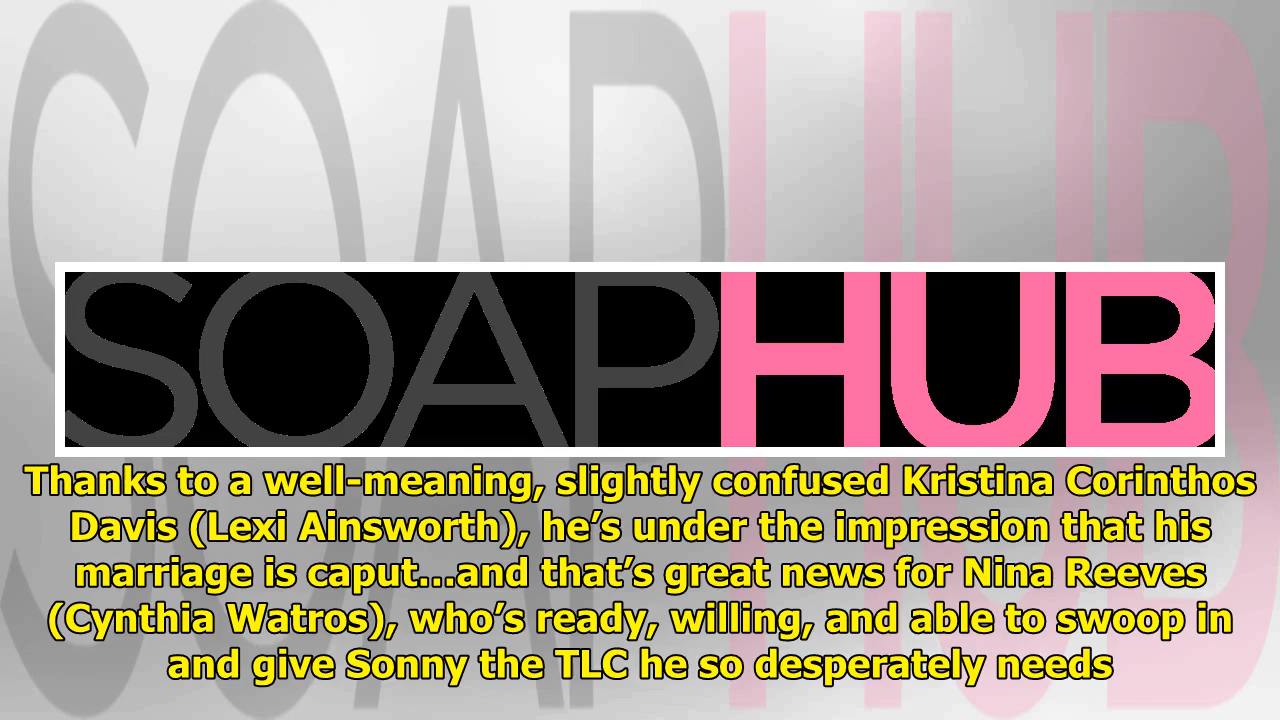 SOAPHUB
SOAPHUB
Thanks to a well-meaning, slightly confused Kristina Corinthos
Davis (Lexi Ainsworth), he’s under the impression that his
marriage is caput...and that’s great news for Nina Reeves
(Cynthia Watros), who’s ready, willing, and able to swoop in
and give Sonny the TLC he so desperately needs